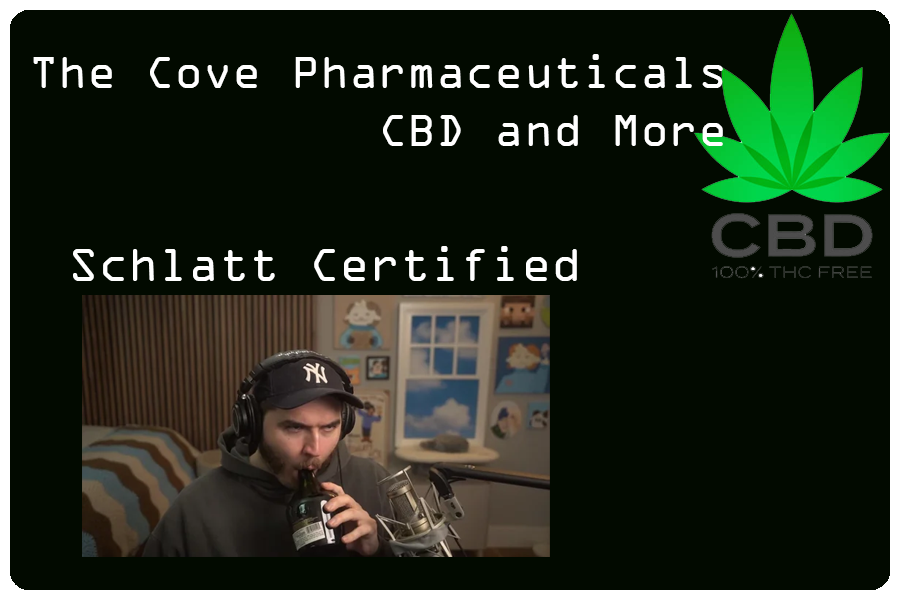 The Cove Pharmaceuticals
CBD and More
CBD
100% THC FREE
Schlatt Certified
NY